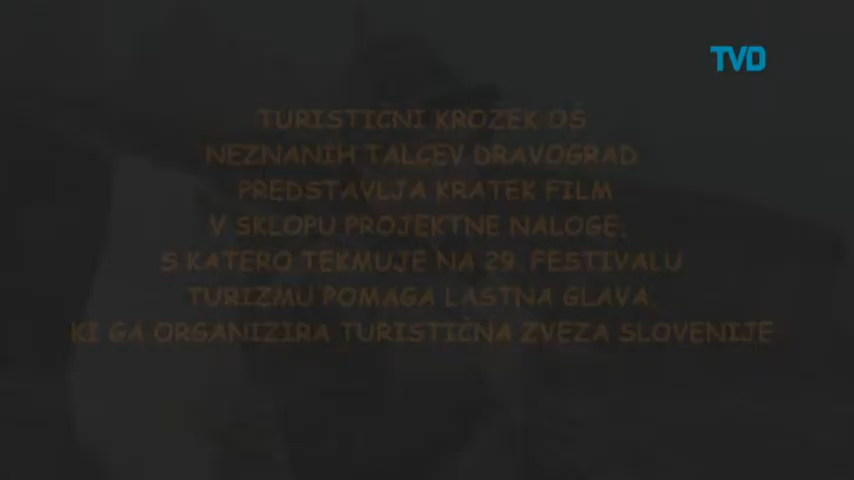 TVD
TURISTIČNI KROŽEK OŠ
NEZNANIH TALCEV DRAVOGRAD
PREDSTAVLJA KRATEK FILM
V SKLOPU PROJEKTNE NALOGE,
S KATERO TEKMUJE NA 29. FESTIVALU
TURIZMU POMAGA LASTNA GLAVA
KI GA ORGANIZIRA TURISTIČNA ZVEZA SLOVENIJE